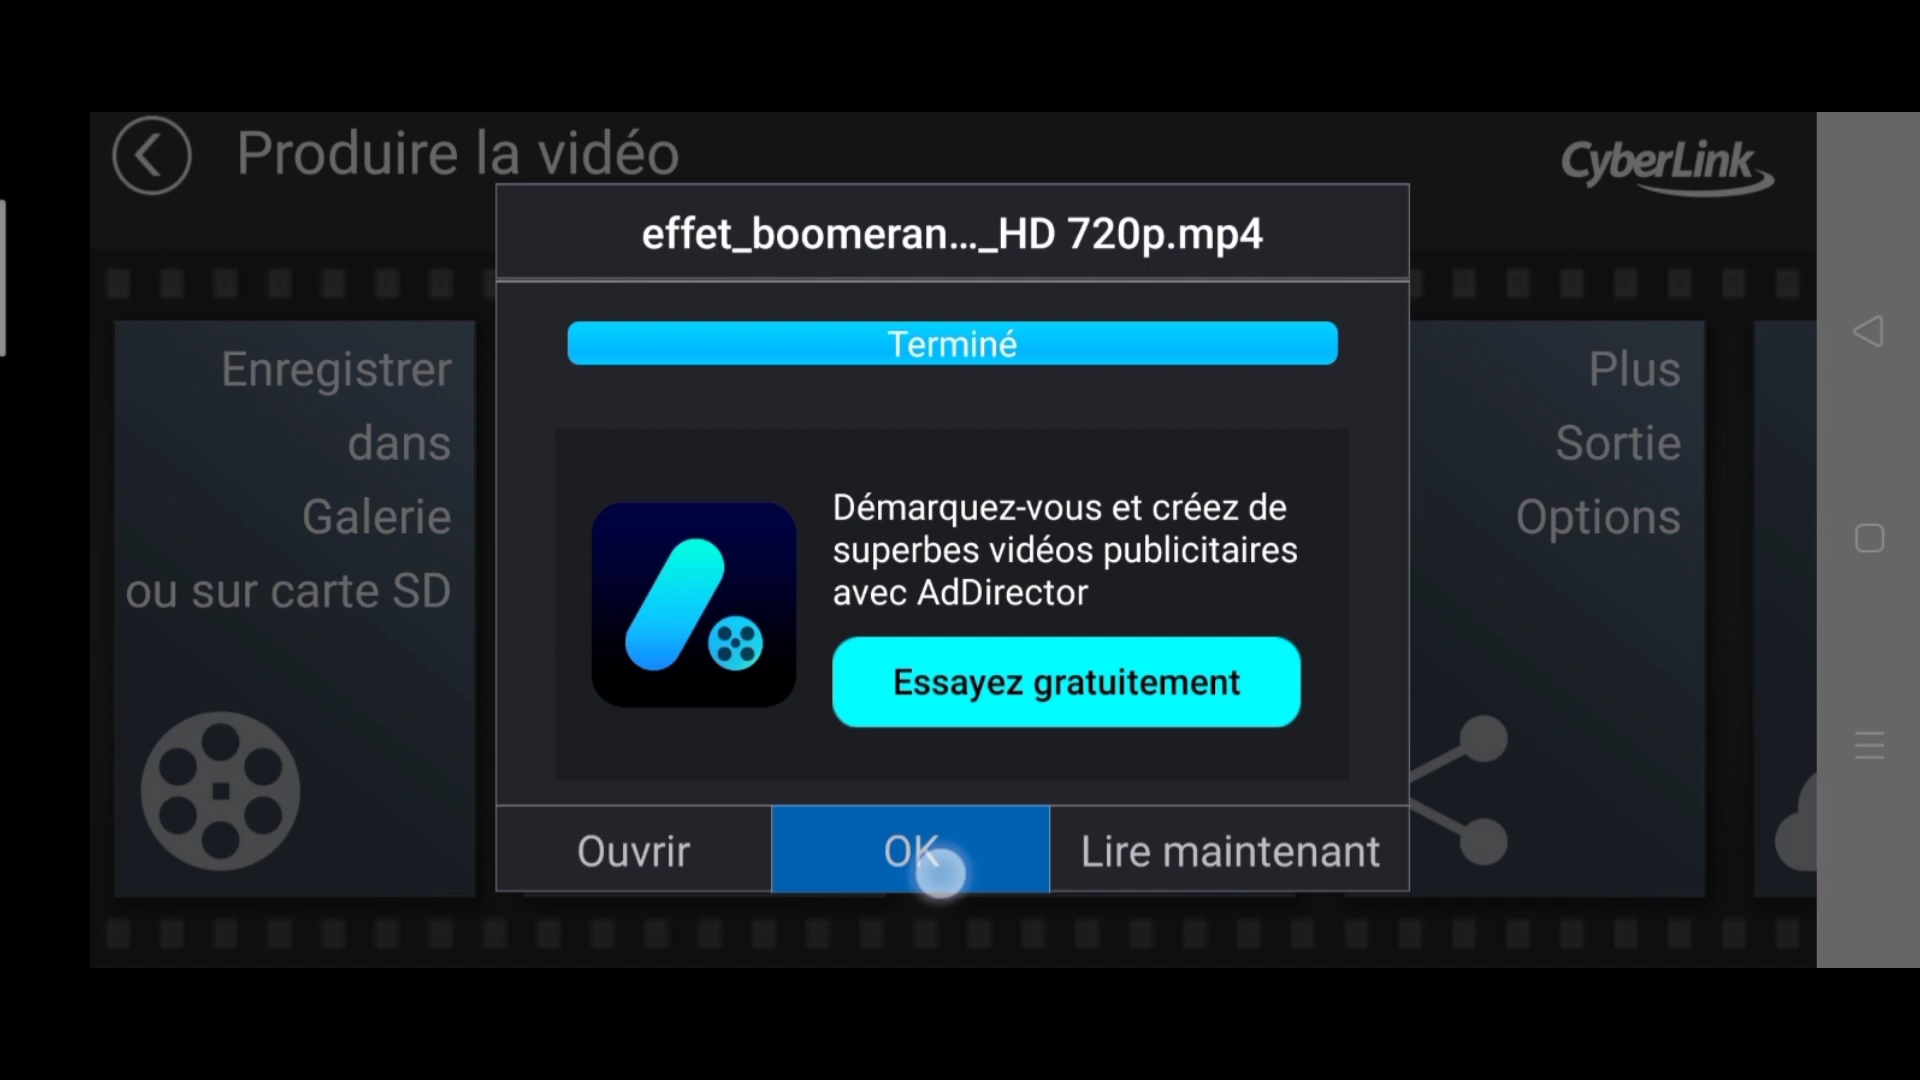 Produire la vidéo
CyberLink
effet_boomeran..._HD 720p.mp4
Terminé
Enregistrer
dans
Galerie
ou sur carte SD
Démarquez-vous et créez de
superbes vidéos publicitaires
avec AdDirector
Essayez gratuitement
Plus
Sortie
Options
Ouvrir
OK
Lire maintenant